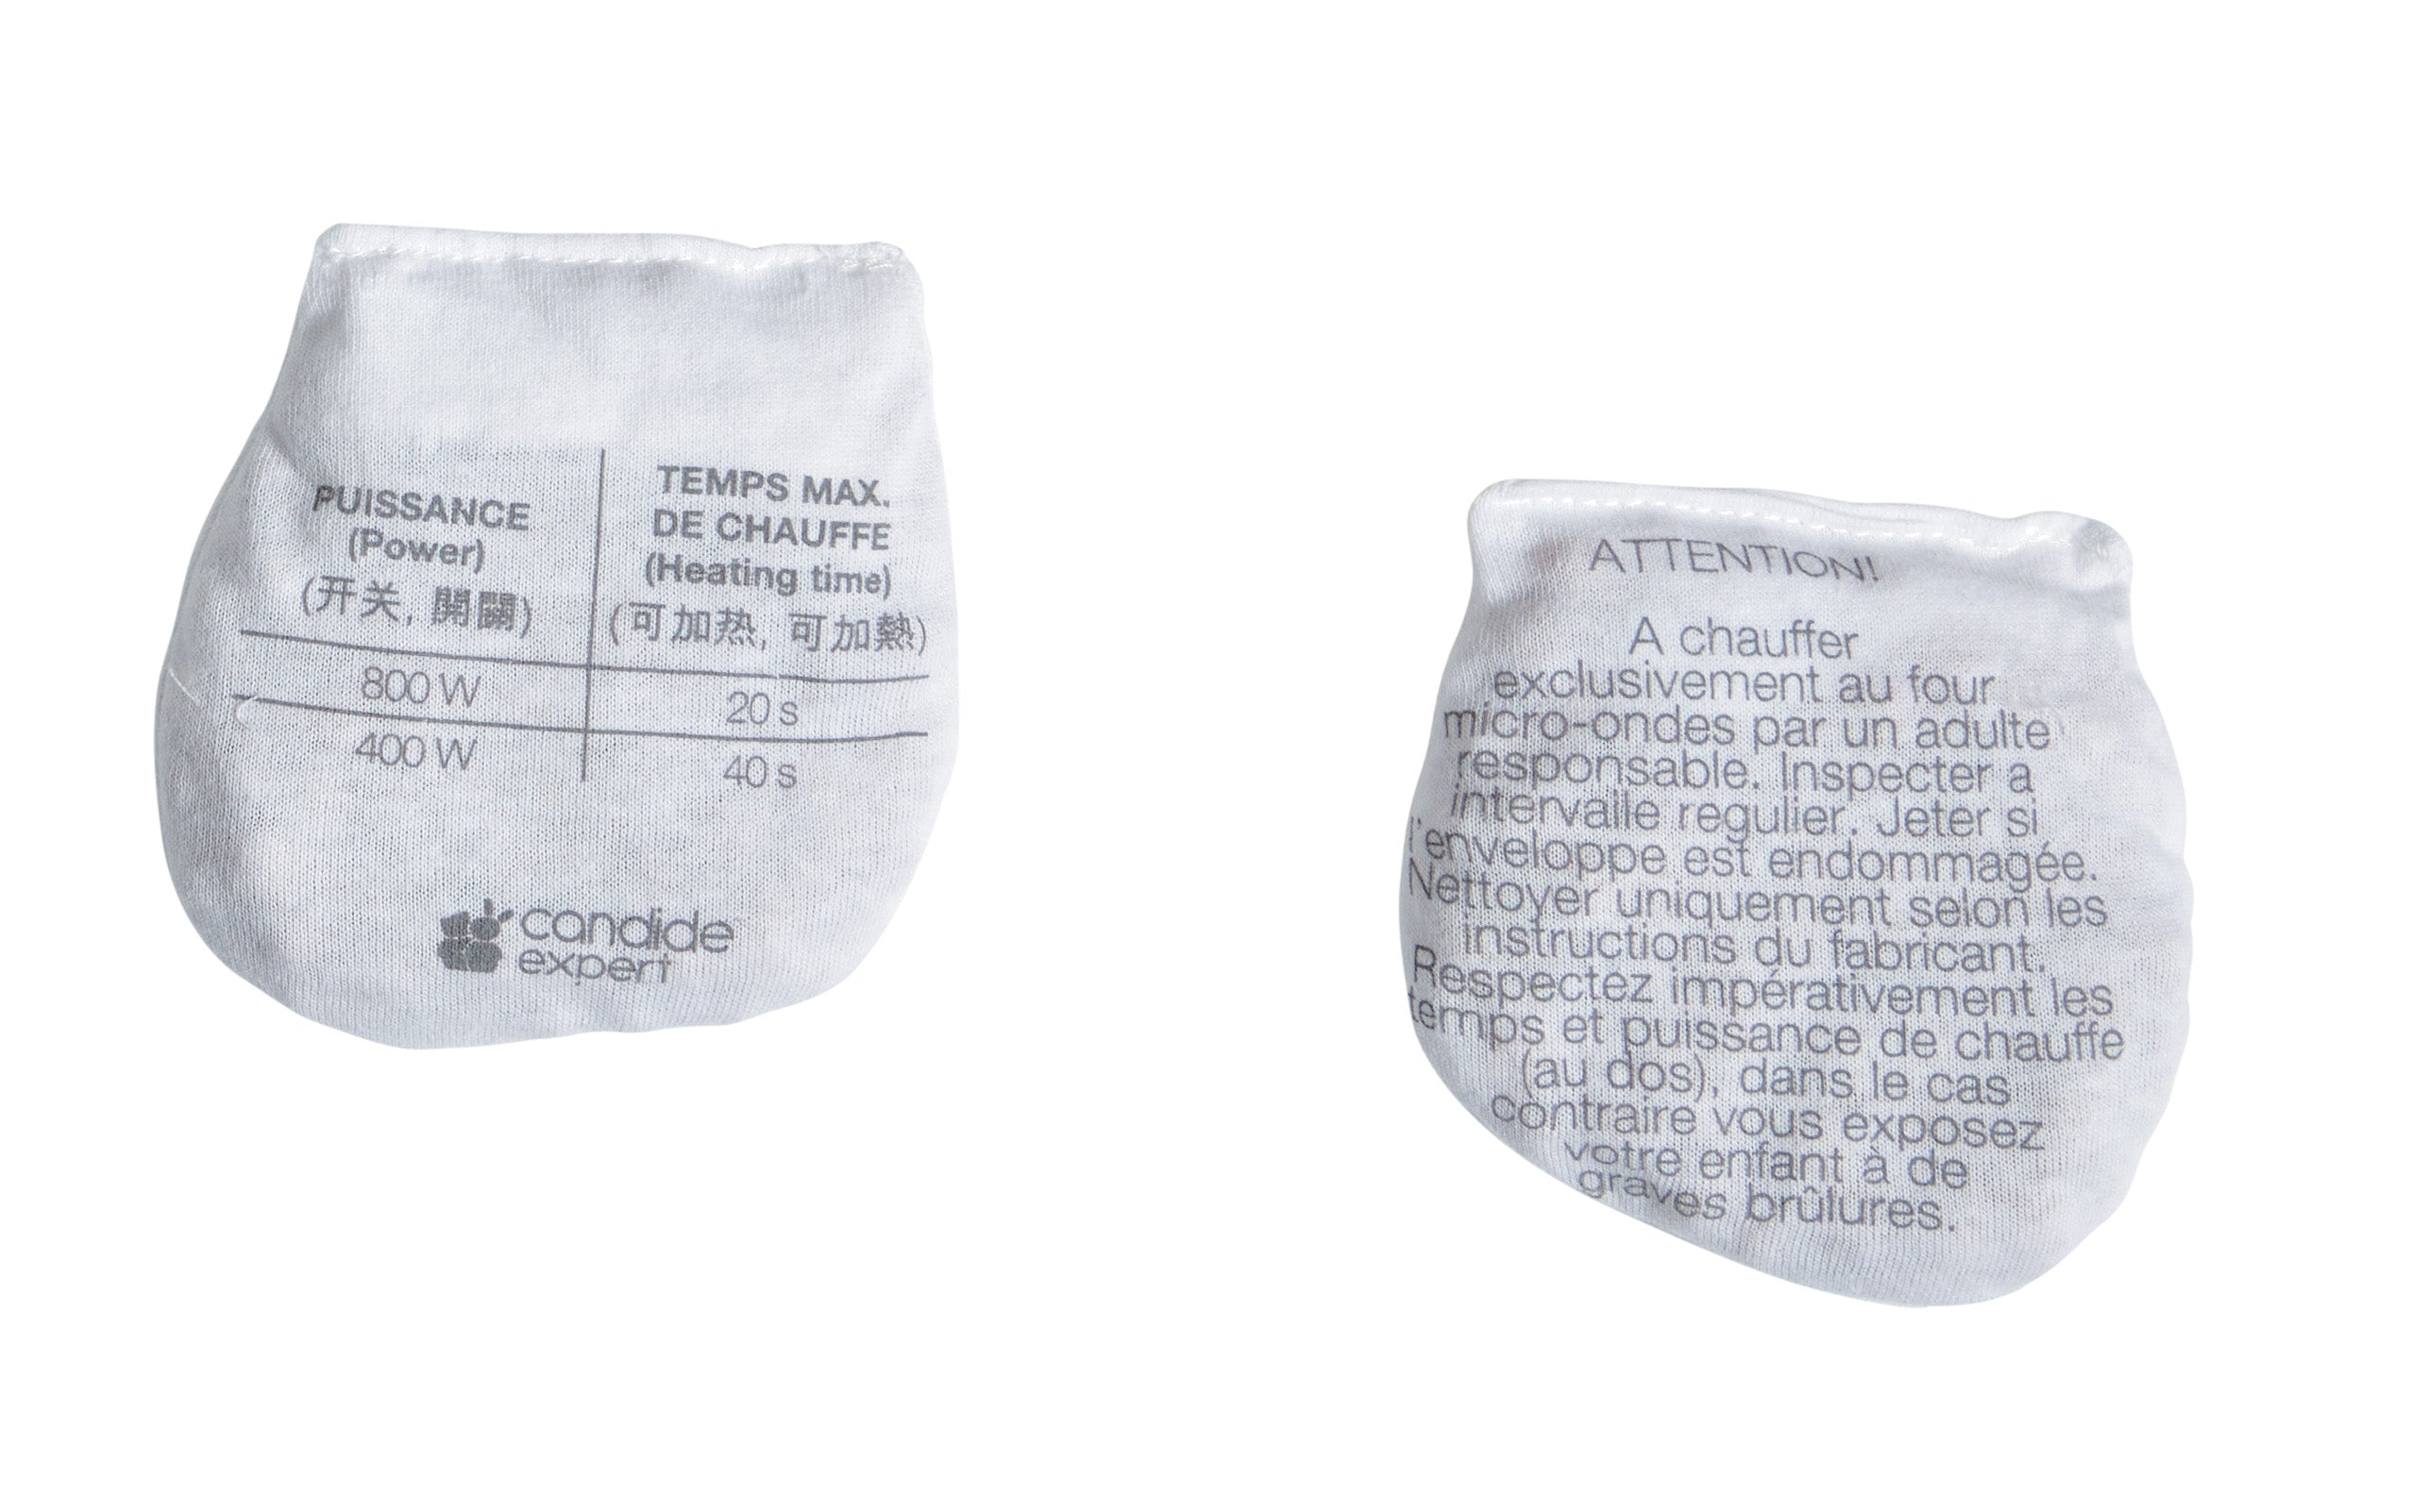 PUISSANCE
(Power)
(开关, 開關)
TEMPS MAX.
DE CHAUFFE
(Heating time)
(可加热, 可加熱)
800 W
20 s
400 W
40 s
candide
expert
ATTENTION!
A chauffer
exclusivement au four
micro-ondes par un adulte
responsable. Inspecter a
intervalle regulier. Jeter si
l'enveloppe est endommagée.
Nettoyer uniquement selon les
instructions du fabricant.
Respectez impérativement les
temps et puissance de chauffe
(au dos), dans le cas
contraire vous exposez
votre enfant à de
graves brûlures.